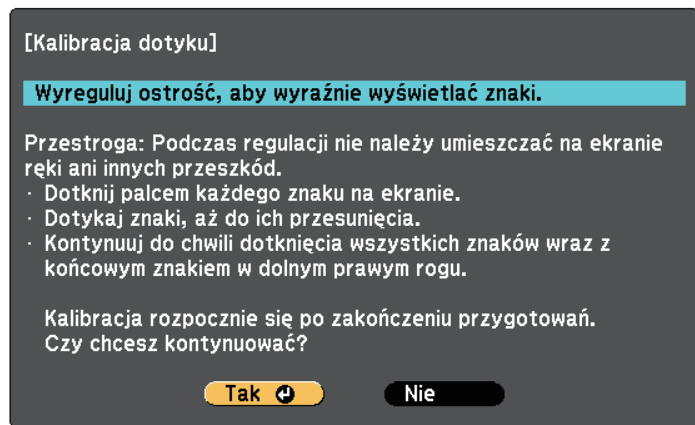 [Kalibracja dotyku]
Wyreguluj ostrość, aby wyraźnie wyświetlać znaki.
Przestroga: Podczas regulacji nie należy umieszczać na ekranie
ręki ani innych przeszkód.
· Dotknij palcem każdego znaku na ekranie.
· Dotykaj znaki, aż do ich przesunięcia.
· Kontynuuj do chwili dotknięcia wszystkich znaków wraz z
końcowym znakiem w dolnym prawym rogu.
Kalibracja rozpocznie się po zakończeniu przygotowań.
Czy chcesz kontynuować?
Tak Nie